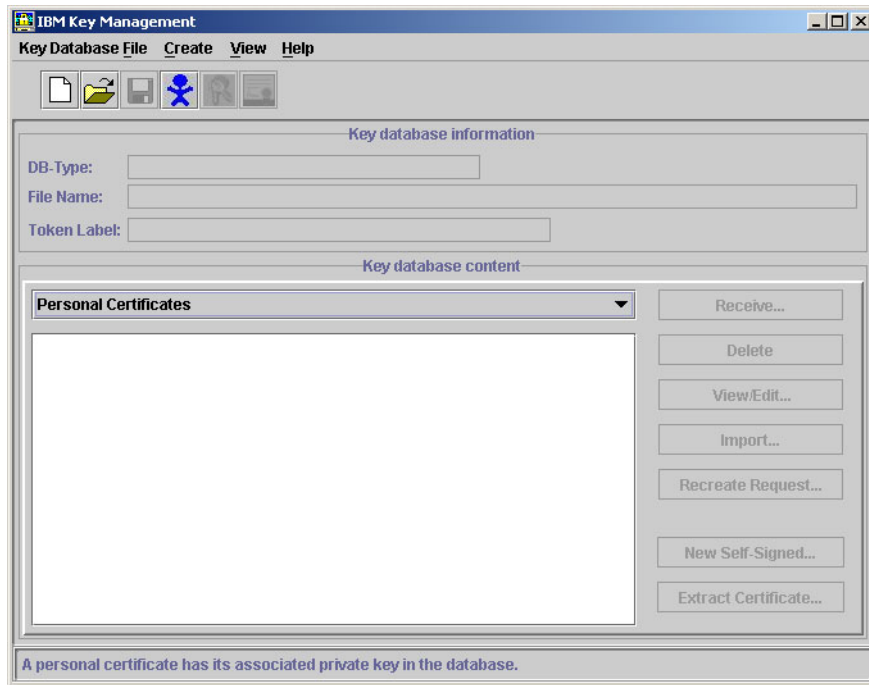 IBM Key Management
Key Database File Create View Help
Key database information
DB-Type:
File Name:
Token Label:
Key database content
Personal Certificates
Receive...
Delete
View/Edit...
Import...
Recreate Request...
New Self-Signed...
Extract Certificate...
A personal certificate has its associated private key in the database.